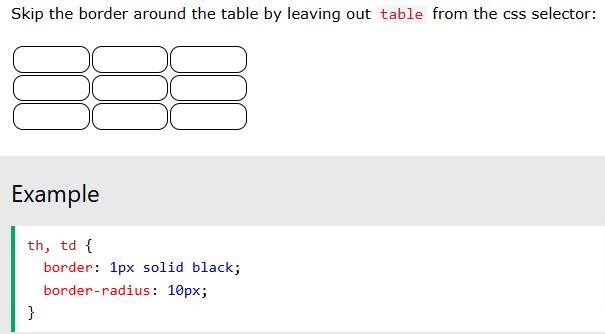 Skip the border around the table by leaving out table from the css selector:
Example
th, td {
border: 1px solid black;
border-radius: 10px;
}